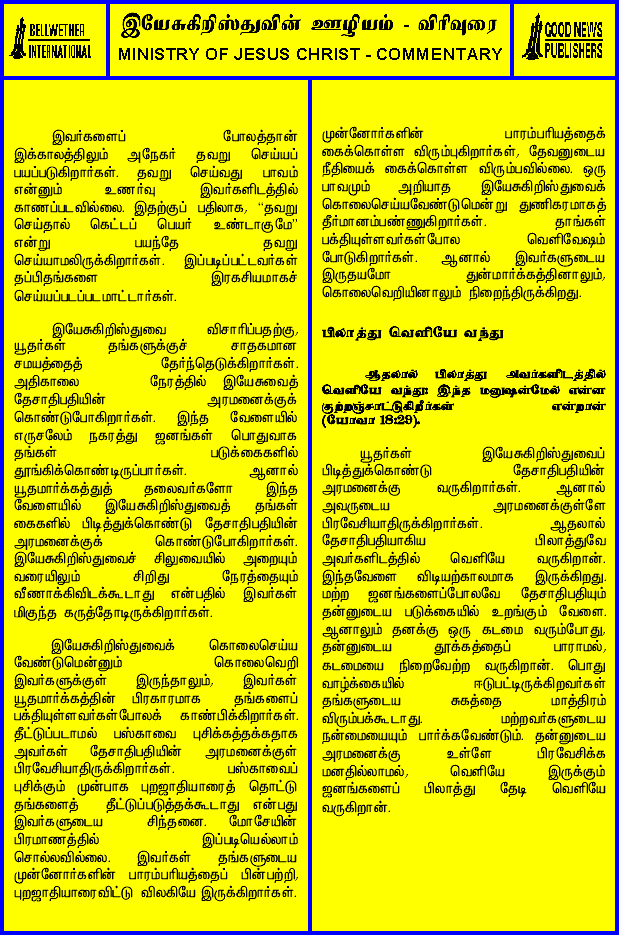 BELLWETHER
INTERNATIONAL
இயேசுகிறிஸ்துவின் ஊழியம் - விரிவுரை
MINISTRY OF JESUS CHRIST - COMMENTARY
GOOD NEWS
PUBLISHERS
இவர்களைப் போலத்தான்
இக்காலத்திலும் அநேகர் தவறு செய்யப்
பயப்படுகிறார்கள். தவறு செய்வது பாவம்
என்னும் உணர்வு இவர்களிடத்தில்
காணப்படவில்லை. இதற்குப் பதிலாக, “தவறு
செய்தால் கெட்டப் பெயர் உண்டாகுமே”
என்று பயந்தே தவறு
செய்யாமலிருக்கிறார்கள். இப்படிப்பட்டவர்கள்
தப்பிதங்களை இரகசியமாகச்
செய்யப்படப்படமாட்டார்கள்.
இயேசுகிறிஸ்துவை விசாரிப்பதற்கு,
யூதர்கள் தங்களுக்குச் சாதகமான
சமயத்தைத் தேர்ந்தெடுக்கிறார்கள்.
அதிகாலை நேரத்தில் இயேசுவைத்
தேசாதிபதியின் அரமனைக்குக்
கொண்டுபோகிறார்கள். இந்த வேளையில்
எருசலேம் நகரத்து ஜனங்கள் பொதுவாக
தங்கள் படுக்கைகளில்
தூங்கிக்கொண்டிருப்பார்கள். ஆனால்
யூதமார்க்கத்துத் தலைவர்களோ இந்த
வேளையில் இயேசுகிறிஸ்துவைத் தங்கள்
கைகளில் பிடித்துக்கொண்டு தேசாதிபதியின்
அரமனைக்குக் கொண்டுபோகிறார்கள்.
இயேசுகிறிஸ்துவைச் சிலுவையில் அறையும்
வரையிலும் சிறிது நேரத்தையும்
வீணாக்கிவிடக்கூடாது என்பதில் இவர்கள்
மிகுந்த கருத்தோடிருக்கிறார்கள்.
இயேசுகிறிஸ்துவைக் கொலைசெய்ய
வேண்டுமென்னும் கொலைவெறி
இவர்களுக்குள் இருந்தாலும், இவர்கள்
யூதமார்க்கத்தின் பிரகாரமாக தங்களைப்
பக்தியுள்ளவர்கள்போலக் காண்பிக்கிறார்கள்.
தீட்டுப்படாமல் பஸ்காவை புசிக்கத்தக்கதாக
அவர்கள் தேசாதிபதியின் அரமனைக்குள்
பிரவேசியாதிருக்கிறார்கள். பஸ்காவைப்
புசிக்கும் முன்பாக புறஜாதியாரைத் தொட்டு
தங்களைத் தீட்டுப்படுத்தக்கூடாது என்பது
இவர்களுடைய சிந்தனை. மோசேயின்
பிரமாணத்தில் இப்படியெல்லாம்
சொல்லவில்லை. இவர்கள் தங்களுடைய
முன்னோர்களின் பாரம்பரியத்தைப் பின்பற்றி,
புறஜாதியாரைவிட்டு விலகியே இருக்கிறார்கள்.
முன்னோர்களின் பாரம்பரியத்தைக்
கைக்கொள்ள விரும்புகிறார்கள், தேவனுடைய
நீதியைக் கைக்கொள்ள விரும்பவில்லை. ஒரு
பாவமும் அறியாத இயேசுகிறிஸ்துவைக்
கொலைசெய்யவேண்டுமென்று துணிகரமாகத்
தீர்மானம்பண்ணுகிறார்கள். தாங்கள்
பக்தியுள்ளவர்கள்போல வெளிவேஷம்
போடுகிறார்கள். ஆனால் இவர்களுடைய
இருதயமோ துன்மார்க்கத்தினாலும்,
கொலைவெறியினாலும் நிறைந்திருக்கிறது.
பிலாத்து வெளியே வந்து
ஆதலால் பிலாத்து அவர்களிடத்தில்
வெளியே வந்து: இந்த மனுஷன்மேல் என்ன
குற்றஞ்சாட்டுகிறீர்கள் என்றான்
(யோவா 18:29).
யூதர்கள் இயேசுகிறிஸ்துவைப்
பிடித்துக்கொண்டு தேசாதிபதியின்
அரமனைக்கு வருகிறார்கள். ஆனால்
அவருடைய அரமனைக்குள்ளே
பிரவேசியாதிருக்கிறார்கள். ஆதலால்
தேசாதிபதியாகிய பிலாத்துவே
அவர்களிடத்தில் வெளியே வருகிறான்.
இந்தவேளை விடியற்காலமாக இருக்கிறது.
மற்ற ஜனங்களைப்போலவே தேசாதிபதியும்
தன்னுடைய படுக்கையில் உறங்கும் வேளை.
ஆனாலும் தனக்கு ஒரு கடமை வரும்போது,
தன்னுடைய தூக்கத்தைப் பாராமல்,
கடமையை நிறைவேற்ற வருகிறான். பொது
வாழ்க்கையில் ஈடுபட்டிருக்கிறவர்கள்
தங்களுடைய சுகத்தை மாத்திரம்
விரும்பக்கூடாது. மற்றவர்களுடைய
நன்மையையும் பார்க்கவேண்டும். தன்னுடைய
அரமனைக்கு உள்ளே பிரவேசிக்க
மனதில்லாமல், வெளியே இருக்கும்
ஜனங்களைப் பிலாத்து தேடி வெளியே
வருகிறான்.